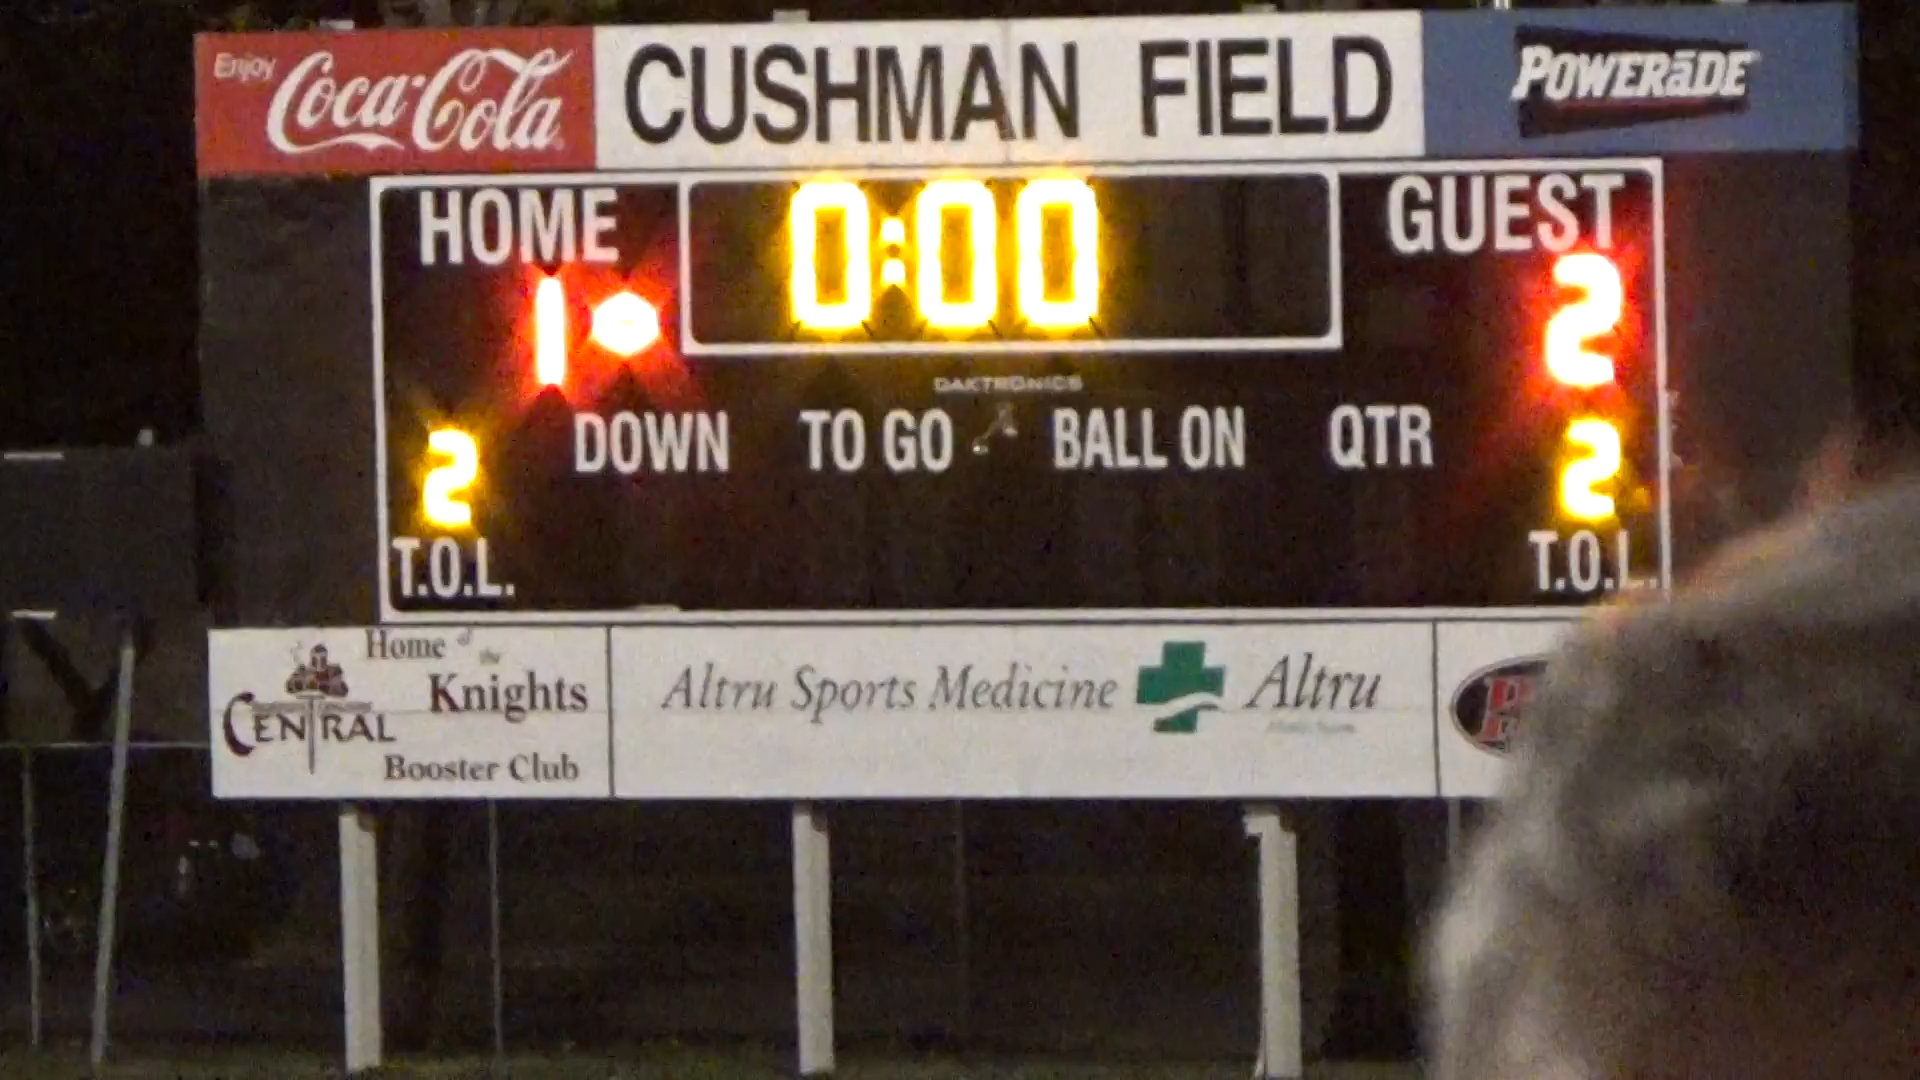 Enjoy Coca-Cola
CUSHMAN FIELD
POWERāDE
HOME
0:00
GUEST
1
2
DAKTRONICS
2
DOWN
TO GO
BALL ON
QTR
2
T.O.L.
T.O.L.
Home of the
Knights
CENTRAL
Booster Club
Altru Sports Medicine
Altru